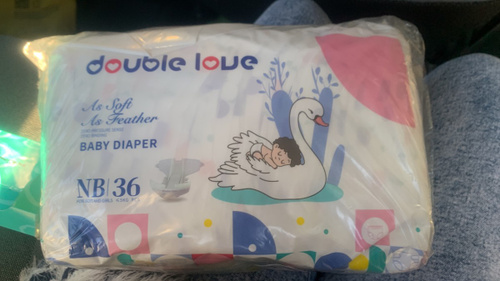 double love
As Soft
As Feather
BABY DIAPER
NB/36